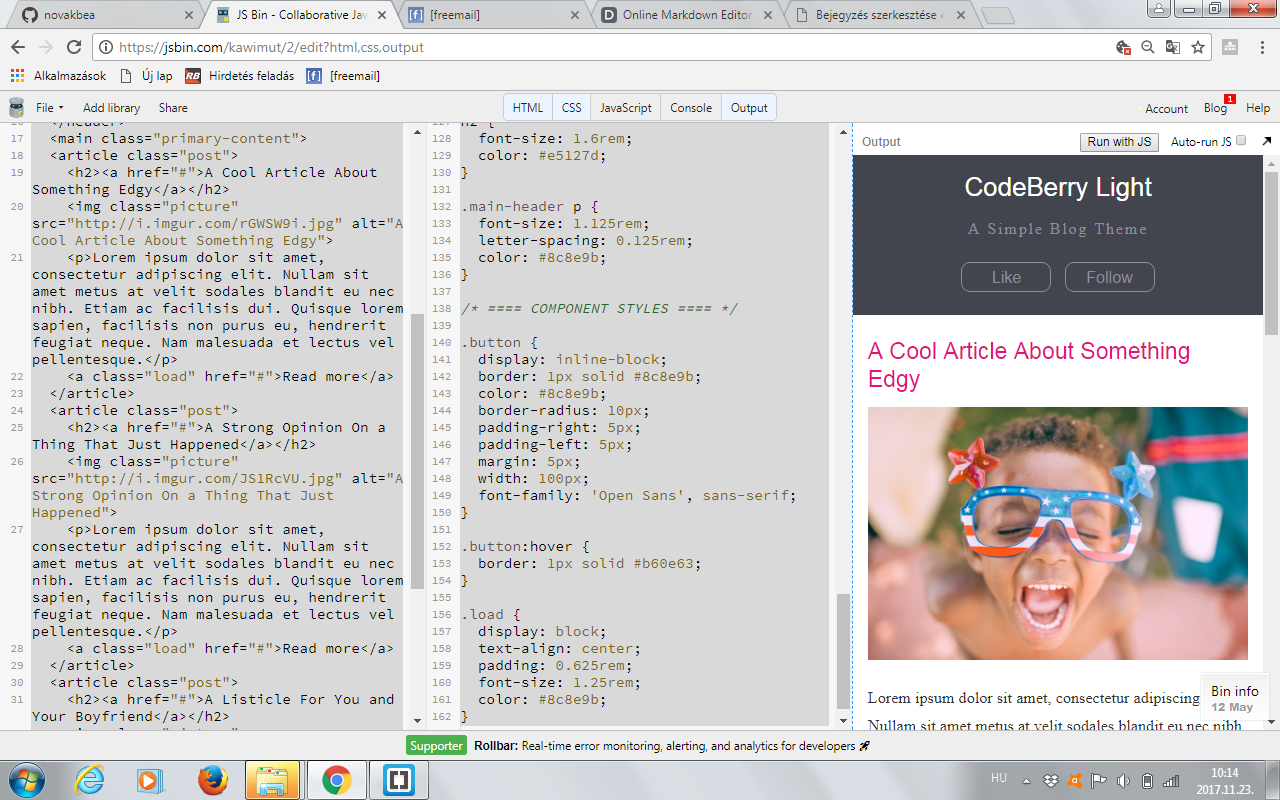 novakbea
JS Bin - Collaborative Jav
[freemail]
Online Markdown Editor
Bejegyzés szerkesztése
https://jsbin.com/kawimut/2/edit?html,css,output
Alkalmazások
Új lap
RB Hirdetés feladás
[freemail]
File
Add library
Share
HTML
CSS
JavaScript
Console
Output
Account
Blog 1
Help
16 </header>
17 <main class="primary-content">
18 <article class="post">
19 <h2><a href="#">A Cool Article About
Something Edgy</a></h2>
20 <img class="picture"
src="http://i.imgur.com/rGWSW9i.jpg" alt="A
Cool Article About Something Edgy">
21 <p>Lorem ipsum dolor sit amet,
consectetur adipiscing elit. Nullam sit
amet metus at velit sodales blandit eu nec
nibh. Etiam ac facilisis dui. Quisque lorem
sapien, facilisis non purus eu, hendrerit
feugiat neque. Nam malesuada et lectus vel
pellentesque.</p>
22 <a class="load" href="#">Read more</a>
23 </article>
24 <article class="post">
25 <h2><a href="#">A Strong Opinion On a
Thing That Just Happened</a></h2>
26 <img class="picture"
src="http://i.imgur.com/JS1RcVU.jpg" alt="A
Strong Opinion On a Thing That Just
Happened">
27 <p>Lorem ipsum dolor sit amet,
consectetur adipiscing elit. Nullam sit
amet metus at velit sodales blandit eu nec
nibh. Etiam ac facilisis dui. Quisque lorem
sapien, facilisis non purus eu, hendrerit
feugiat neque. Nam malesuada et lectus vel
pellentesque.</p>
28 <a class="load" href="#">Read more</a>
29 </article>
30 <article class="post">
31 <h2><a href="#">A Listicle For You and
Your Boyfriend</a></h2>
127 h2 {
128 font-size: 1.6rem;
129 color: #e5127d;
130 }
131
132 .main-header p {
133 font-size: 1.125rem;
134 letter-spacing: 0.125rem;
135 color: #8c8e9b;
136 }
137
138 /* ==== COMPONENT STYLES ==== */
139
140 .button {
141 display: inline-block;
142 border: 1px solid #8c8e9b;
143 color: #8c8e9b;
144 border-radius: 10px;
145 padding-right: 5px;
146 padding-left: 5px;
147 margin: 5px;
148 width: 100px;
149 font-family: 'Open Sans', sans-serif;
150 }
151
152 .button:hover {
153 border: 1px solid #b60e63;
154 }
155
156 .load {
157 display: block;
158 text-align: center;
159 padding: 0.625rem;
160 font-size: 1.25rem;
161 color: #8c8e9b;
162 }
Output
Run with JS
Auto-run JS
CodeBerry Light
A Simple Blog Theme
Like
Follow
A Cool Article About Something
Edgy
Lorem ipsum dolor sit amet, consectetur adipiscing
Nullam sit amet metus at velit sodales blandit eu nec nibh
Bin info
12 May
Supporter
Rollbar: Real-time error monitoring, alerting, and analytics for developers
HU
10:14
2017.11.23.